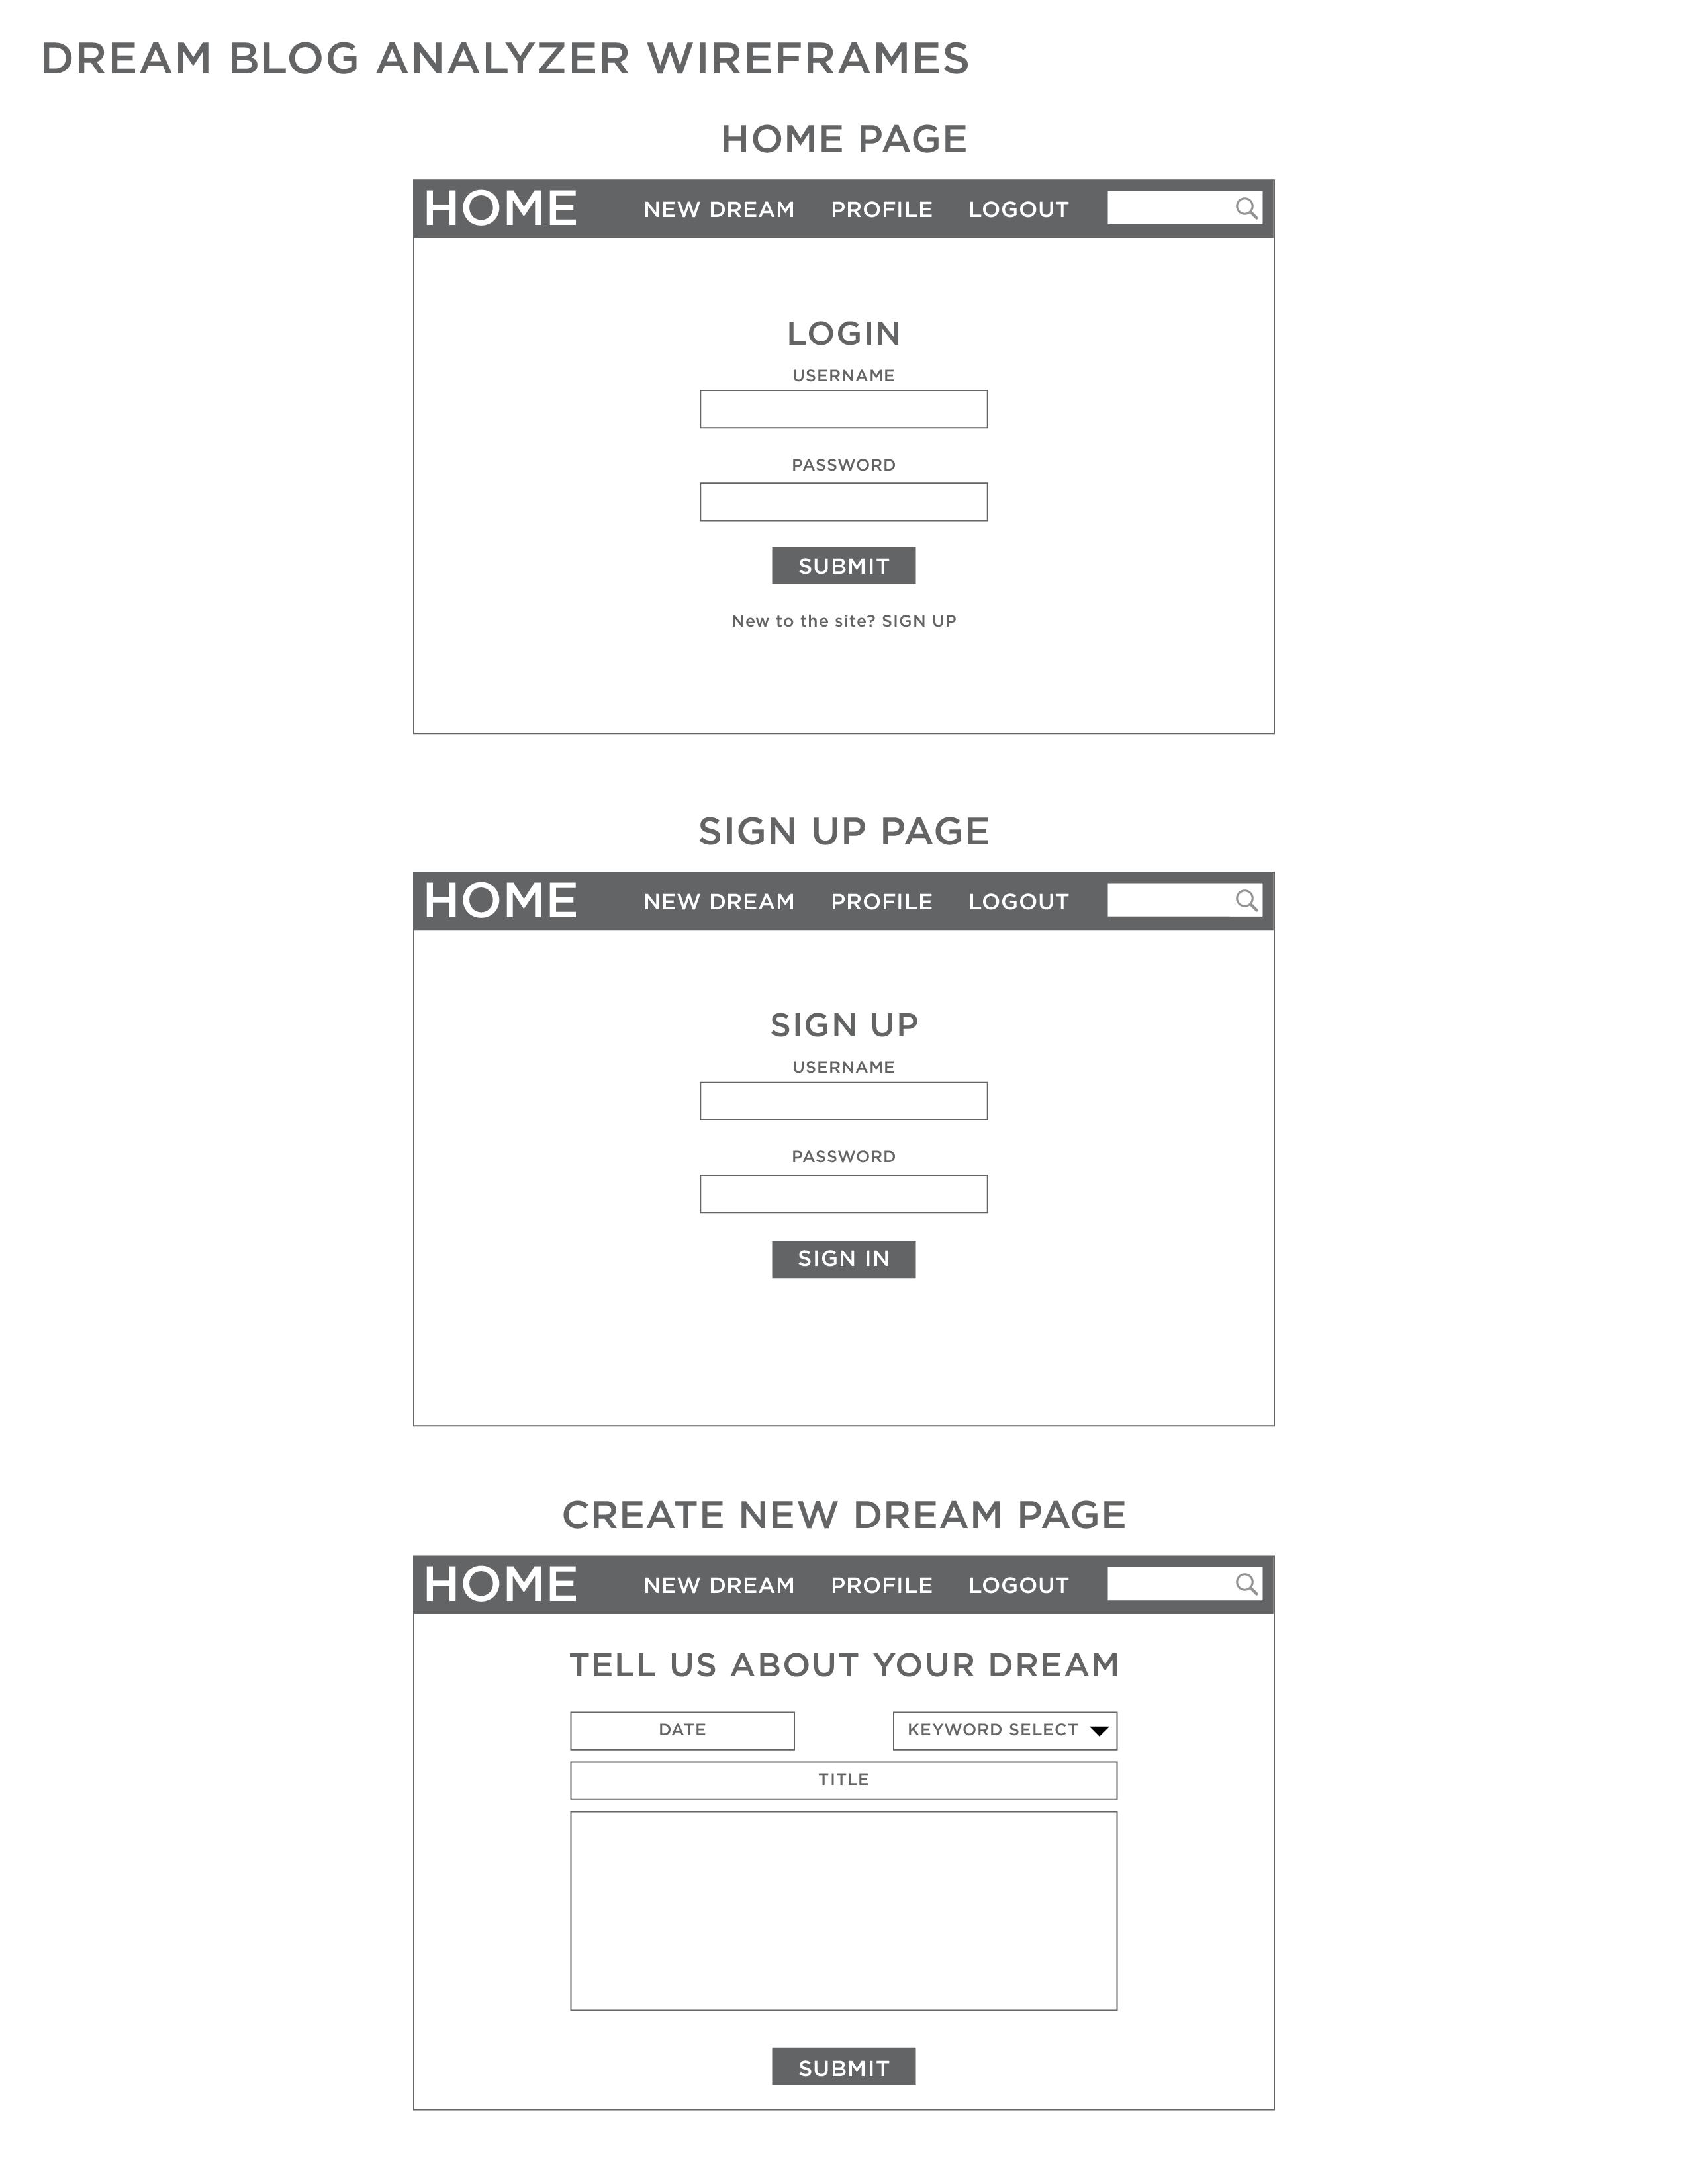 DREAM BLOG ANALYZER WIREFRAMES
HOME PAGE
HOME NEW DREAM PROFILE LOGOUT
LOGIN
USERNAME
PASSWORD
SUBMIT
New to the site? SIGN UP
SIGN UP PAGE
HOME NEW DREAM PROFILE LOGOUT
SIGN UP
USERNAME
PASSWORD
SIGN IN
CREATE NEW DREAM PAGE
HOME NEW DREAM PROFILE LOGOUT
TELL US ABOUT YOUR DREAM
DATE KEYWORD SELECT
TITLE
SUBMIT